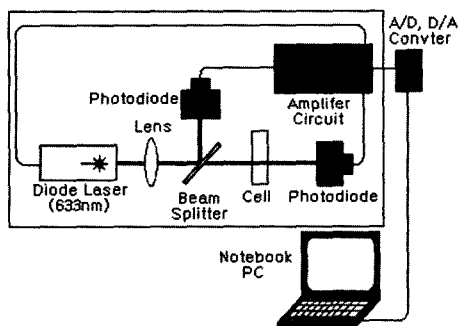 A/D, D/A
Convter
Photodiode
Amplifer
Circuit
Lens
Diode Laser
(633nm)
Beam
Splitter
Cell
Photodiode
Notebook
PC